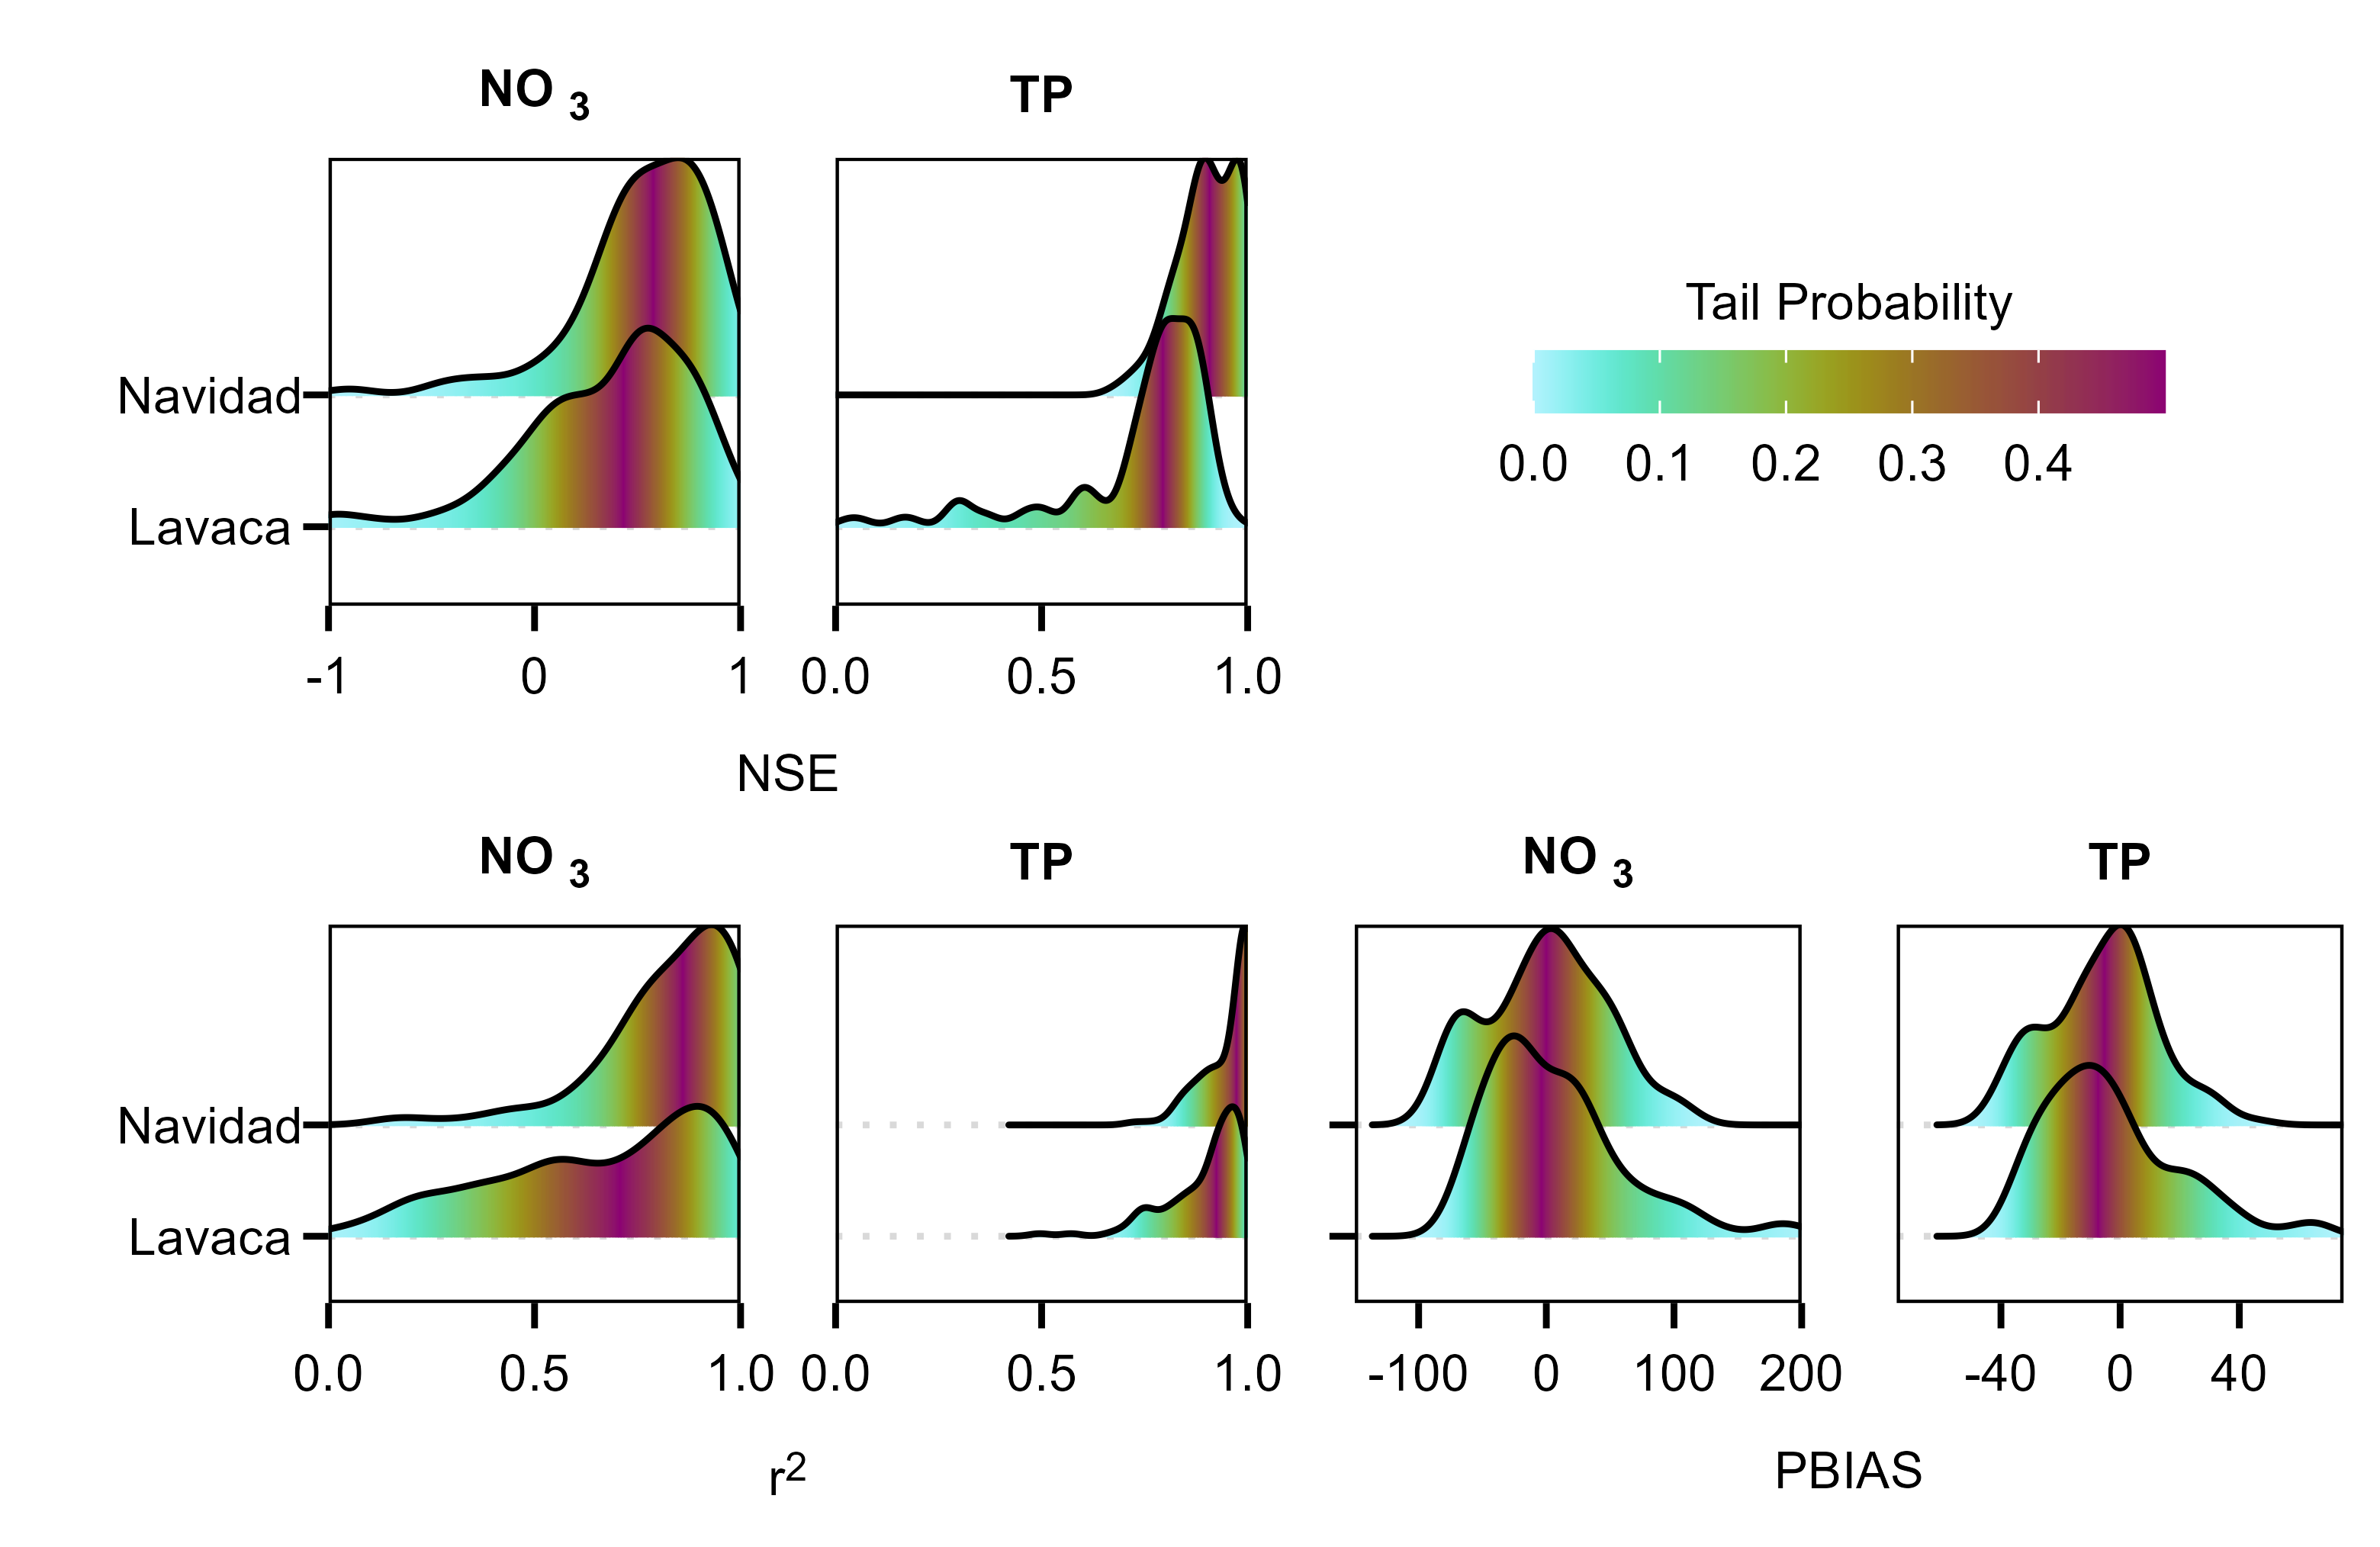 NO 3 TP
Tail Probability
0.0 0.1 0.2 0.3 0.4
Navidad
Lavaca
-1 0 1 0.0 0.5 1.0
NSE
NO 3 TP NO 3 TP
Navidad
Lavaca
0.0 0.5 1.0 0.0 0.5 1.0 -100 0 100 200 -40 0 40
r2 PBIAS